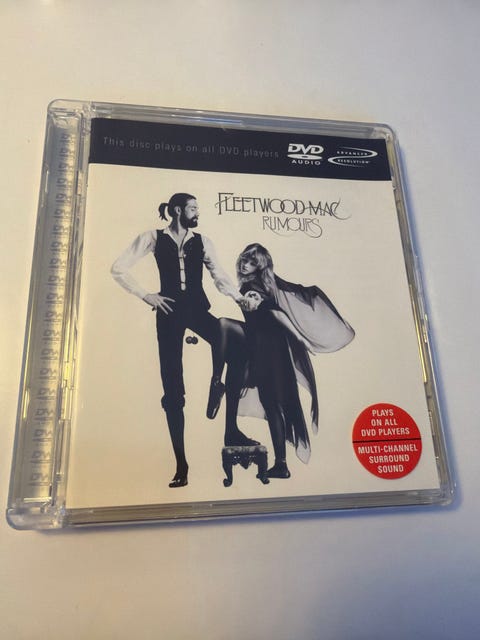 This disc plays on all DVD players
DVD
AUDIO
ADVANCED
RESOLUTION
FLEETWOOD MAC
RUMOURS
PLAYS
ON ALL
DVD PLAYERS
MULTI-CHANNEL
SURROUND
SOUND